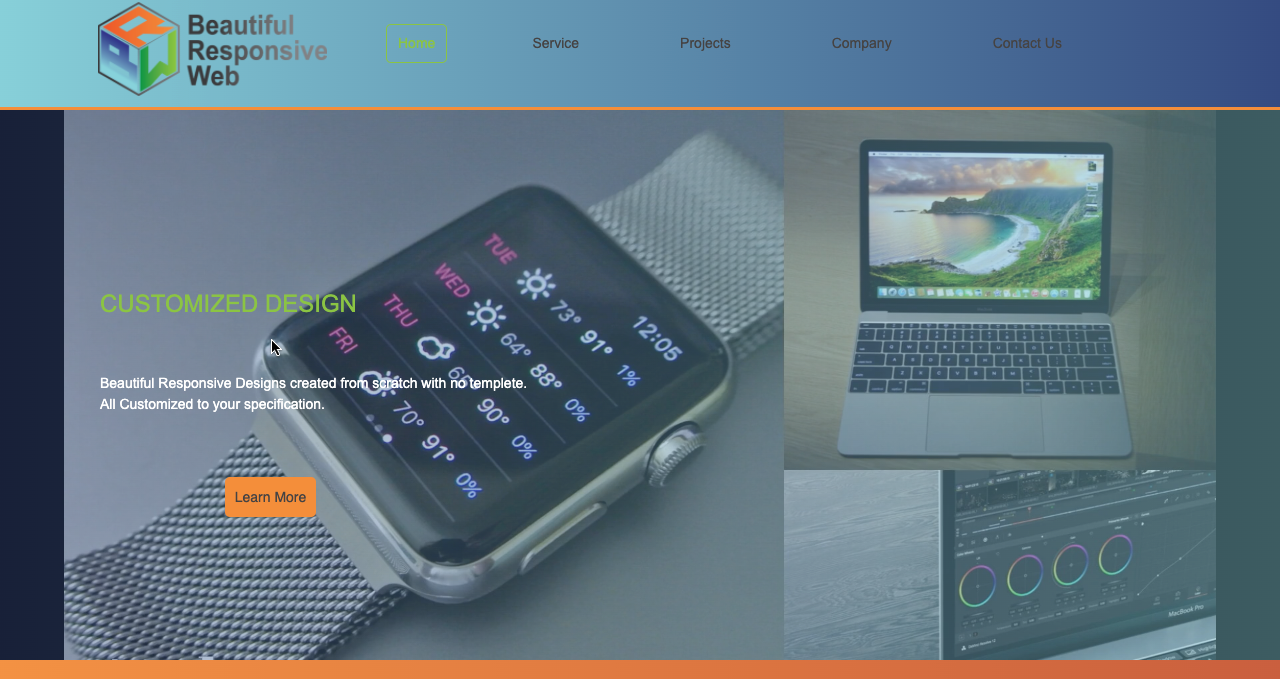 Beautiful
Responsive
Web
Home
Service
Projects
Company
Contact Us
CUSTOMIZED DESIGN
Beautiful Responsive Designs created from scratch with no templete.
All Customized to your specification.
Learn More
12:05
TUE 73° 91° 1%
WED 64° 88° 0%
THU 65° 90° 0%
FRI 70° 91° 0%
MacBook Pro